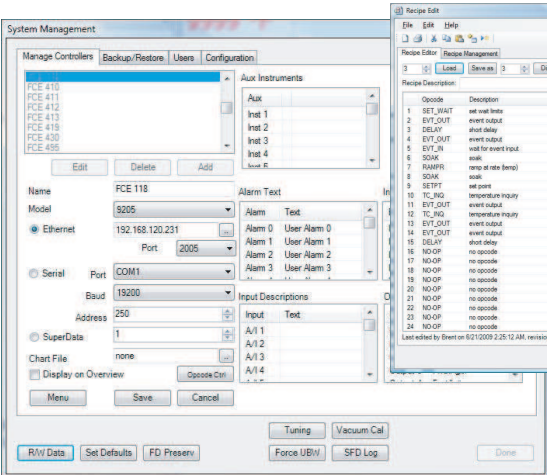 System Management
Manage Controllers
Backup/Restore
Users
Configuration
FCE 410
FCE 411
FCE 412
FCE 413
FCE 419
FCE 430
FCE 495
Edit
Delete
Add
Name
FCE 118
Model
9205
Ethernet
192.168.120.231
...
Port
2005
Serial
Port
COM1
Baud
19200
Address
250
SuperData
1
Chart File
none
...
Display on Overview
Opcode Ctrl
Menu
Save
Cancel
Aux Instruments
Aux
Inst 1
Inst 2
Inst 3
Inst 4
Inst 5
Alarm Text
Alarm Text
Alarm 0 User Alarm 0
Alarm 1 User Alarm 1
Alarm 2 User Alarm 2
Alarm 3 User Alarm 3
Input Descriptions
Input Text
A/I 1
A/I 2
A/I 3
A/I 4
Tuning
Vacuum Cal
R/W Data
Set Defaults
FD Preserv
Force UBW
SFD Log
Done
Recipe Edit
File Edit Help
Recipe Editor
Recipe Management
3
Load
Save as
3
Recipe Description:
Opcode Description
1 SET_WAIT set wait limits
2 EVT_OUT event output
3 DELAY short delay
4 EVT_OUT event output
5 EVT_IN wait for event input
6 SOAK soak
7 RAMPR ramp at rate (temp)
8 SOAK soak
9 SETPT set point
10 TC_INQ temperature inquiry
11 EVT_OUT event output
12 TC_INQ temperature inquiry
13 EVT_OUT event output
14 EVT_OUT event output
15 DELAY short delay
16 NO-OP no opcode
17 NO-OP no opcode
18 NO-OP no opcode
19 NO-OP no opcode
20 NO-OP no opcode
21 NO-OP no opcode
22 NO-OP no opcode
23 NO-OP no opcode
24 NO-OP no opcode
Last edited by Brent on 6/21/2009 2:25:12 AM, revisio